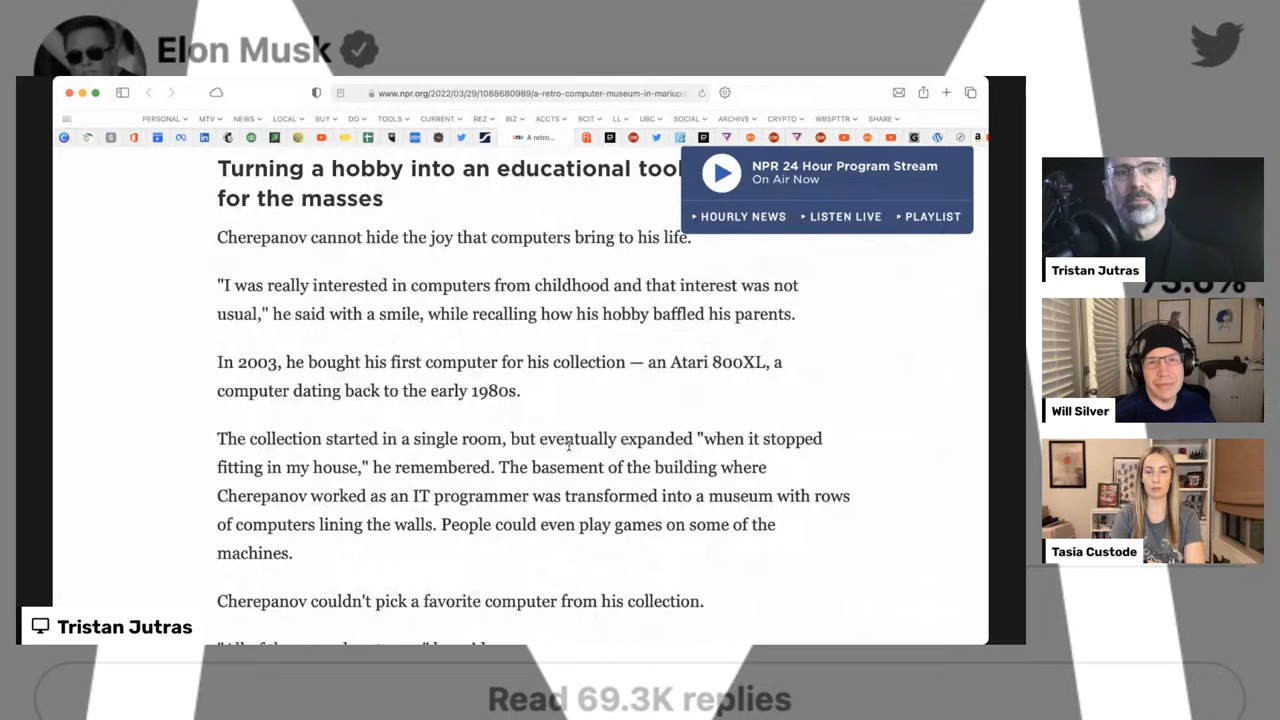 Elon Musk
www.npr.org/2022/03/29/1088680989/a-retro-computer-museum-in-mariup
PERSONAL MTV NEWS LOCAL BUY DO TOOLS CURRENT REZ BIZ ACCTS BCIT LL UBC SOCIAL ARCHIVE CRYPTO WBSPTTR SHARE
A retro...
Turning a hobby into an educational tool
for the masses
NPR 24 Hour Program Stream
On Air Now
HOURLY NEWS LISTEN LIVE PLAYLIST
Cherepanov cannot hide the joy that computers bring to his life.
"I was really interested in computers from childhood and that interest was not
usual," he said with a smile, while recalling how his hobby baffled his parents.
In 2003, he bought his first computer for his collection — an Atari 800XL, a
computer dating back to the early 1980s.
The collection started in a single room, but eventually expanded "when it stopped
fitting in my house," he remembered. The basement of the building where
Cherepanov worked as an IT programmer was transformed into a museum with rows
of computers lining the walls. People could even play games on some of the
machines.
Cherepanov couldn't pick a favorite computer from his collection.
Tristan Jutras
73.6%
Will Silver
Tasia Custode
Tristan Jutras
Read 69.3K replies